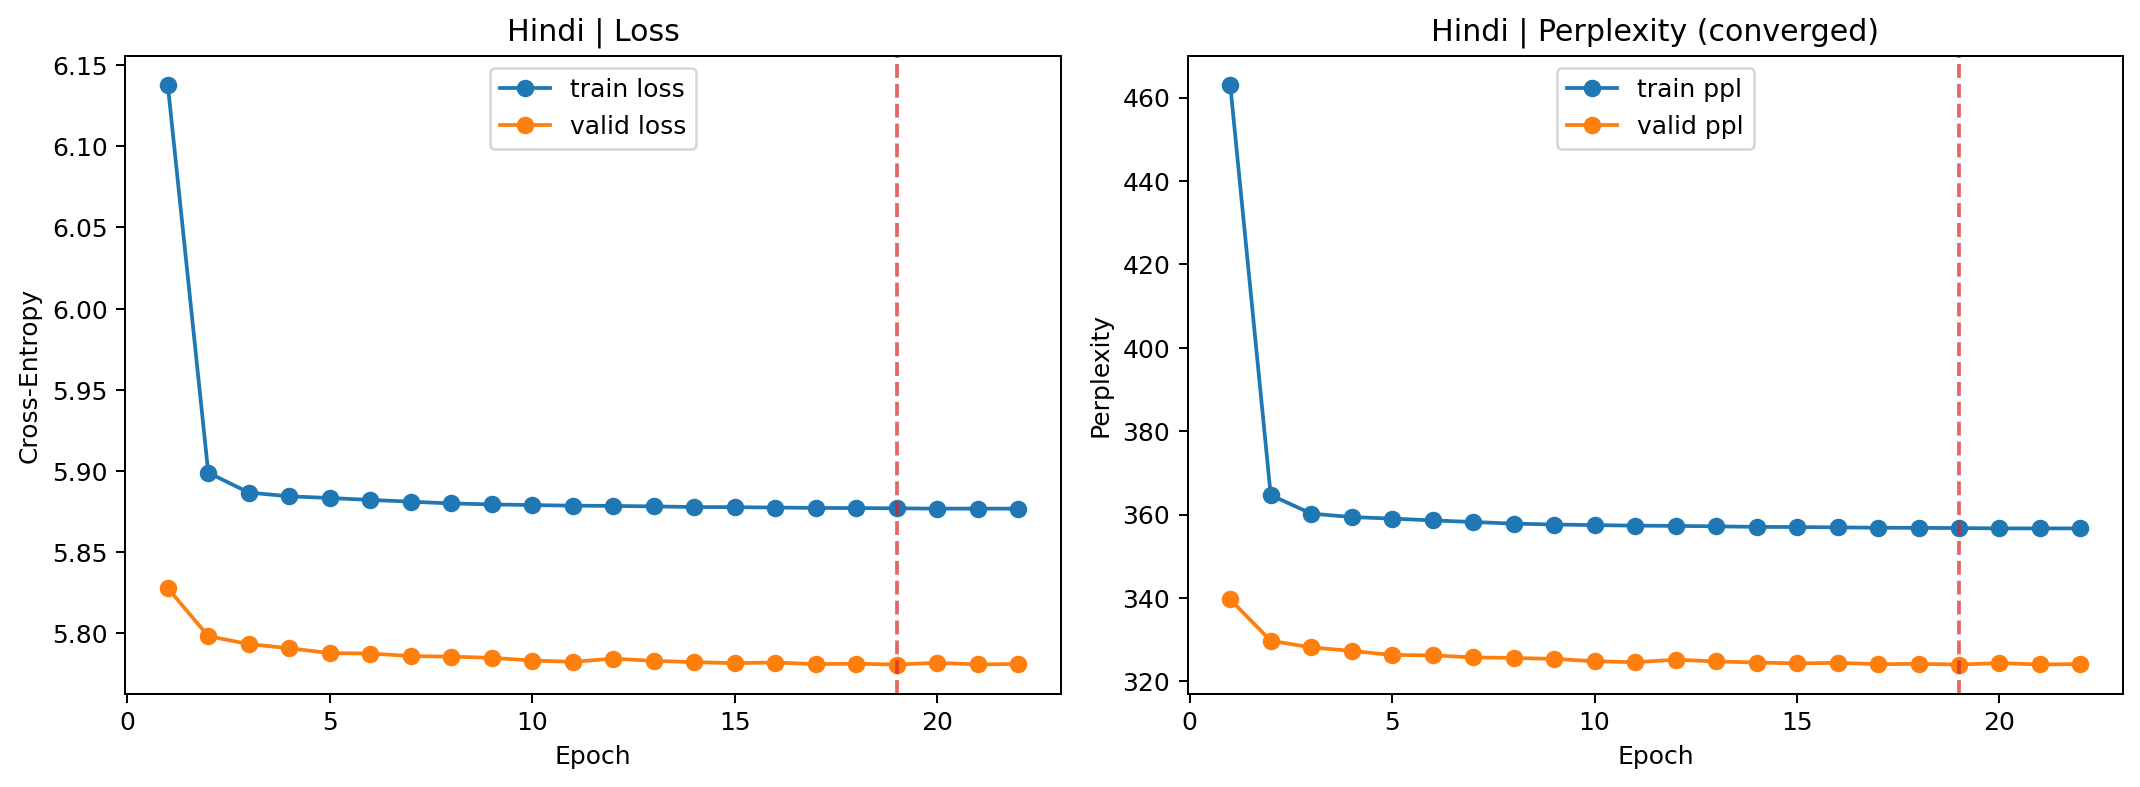 Hindi | Loss
6.15
6.10
6.05
6.00
5.95
5.90
5.85
5.80
Cross-Entropy
train loss
valid loss
0 5 10 15 20
Epoch
Hindi | Perplexity (converged)
460
440
420
400
380
360
340
320
Perplexity
train ppl
valid ppl
0 5 10 15 20
Epoch